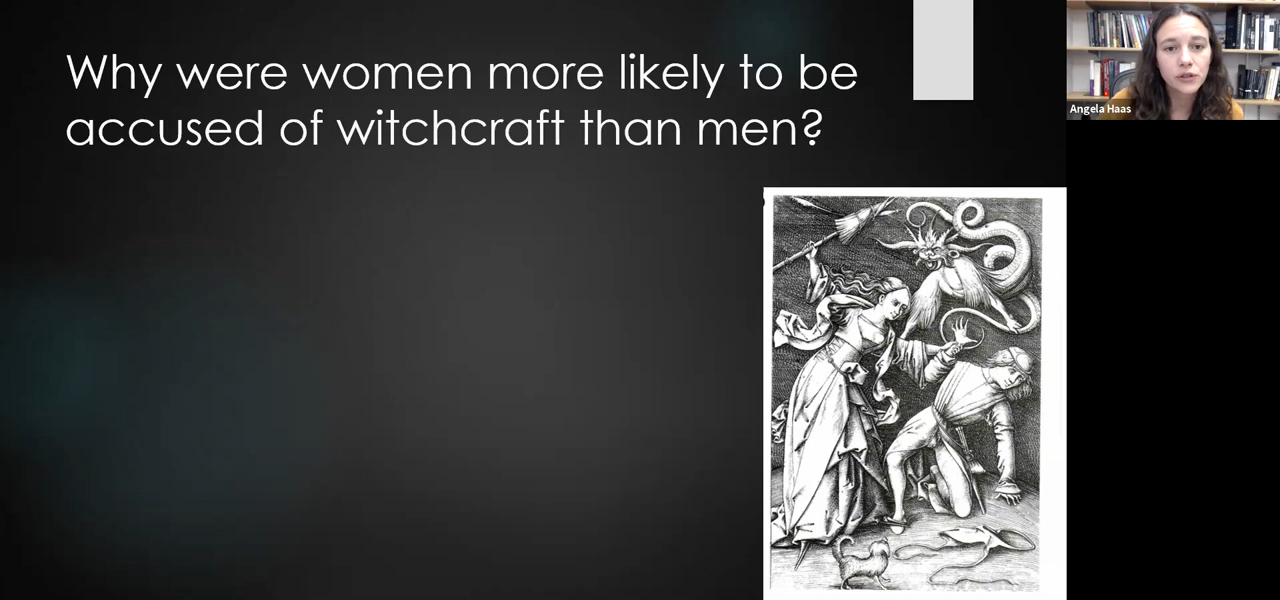 Why were women more likely to be
accused of witchcraft than men?
Angela Haas